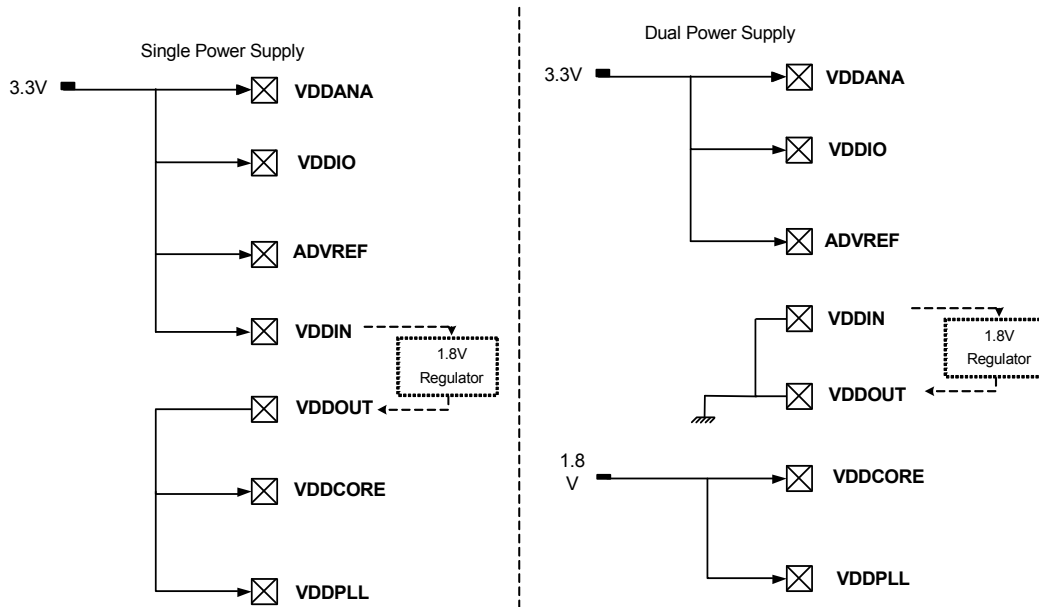 Single Power Supply
3.3V
VDDANA
VDDIO
ADVREF
VDDIN
1.8V
Regulator
VDDOUT
VDDCORE
VDDPLL
Dual Power Supply
3.3V
VDDANA
VDDIO
ADVREF
VDDIN
1.8V
Regulator
VDDOUT
1.8
V
VDDCORE
VDDPLL